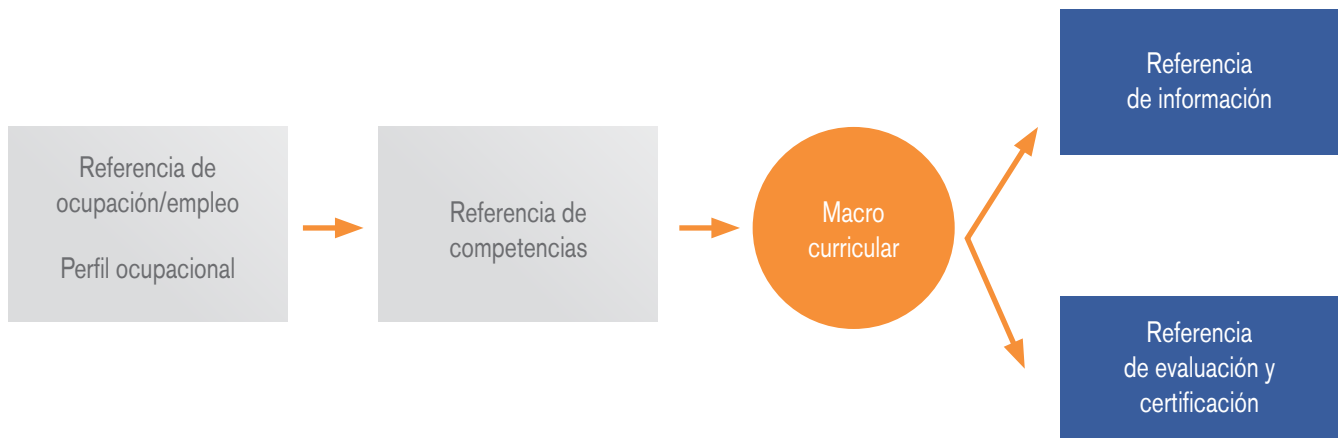 Referencia de
ocupación/empleo
Perfil ocupacional
Referencia de
competencias
Macro
curricular
Referencia
de información
Referencia
de evaluación y
certificación